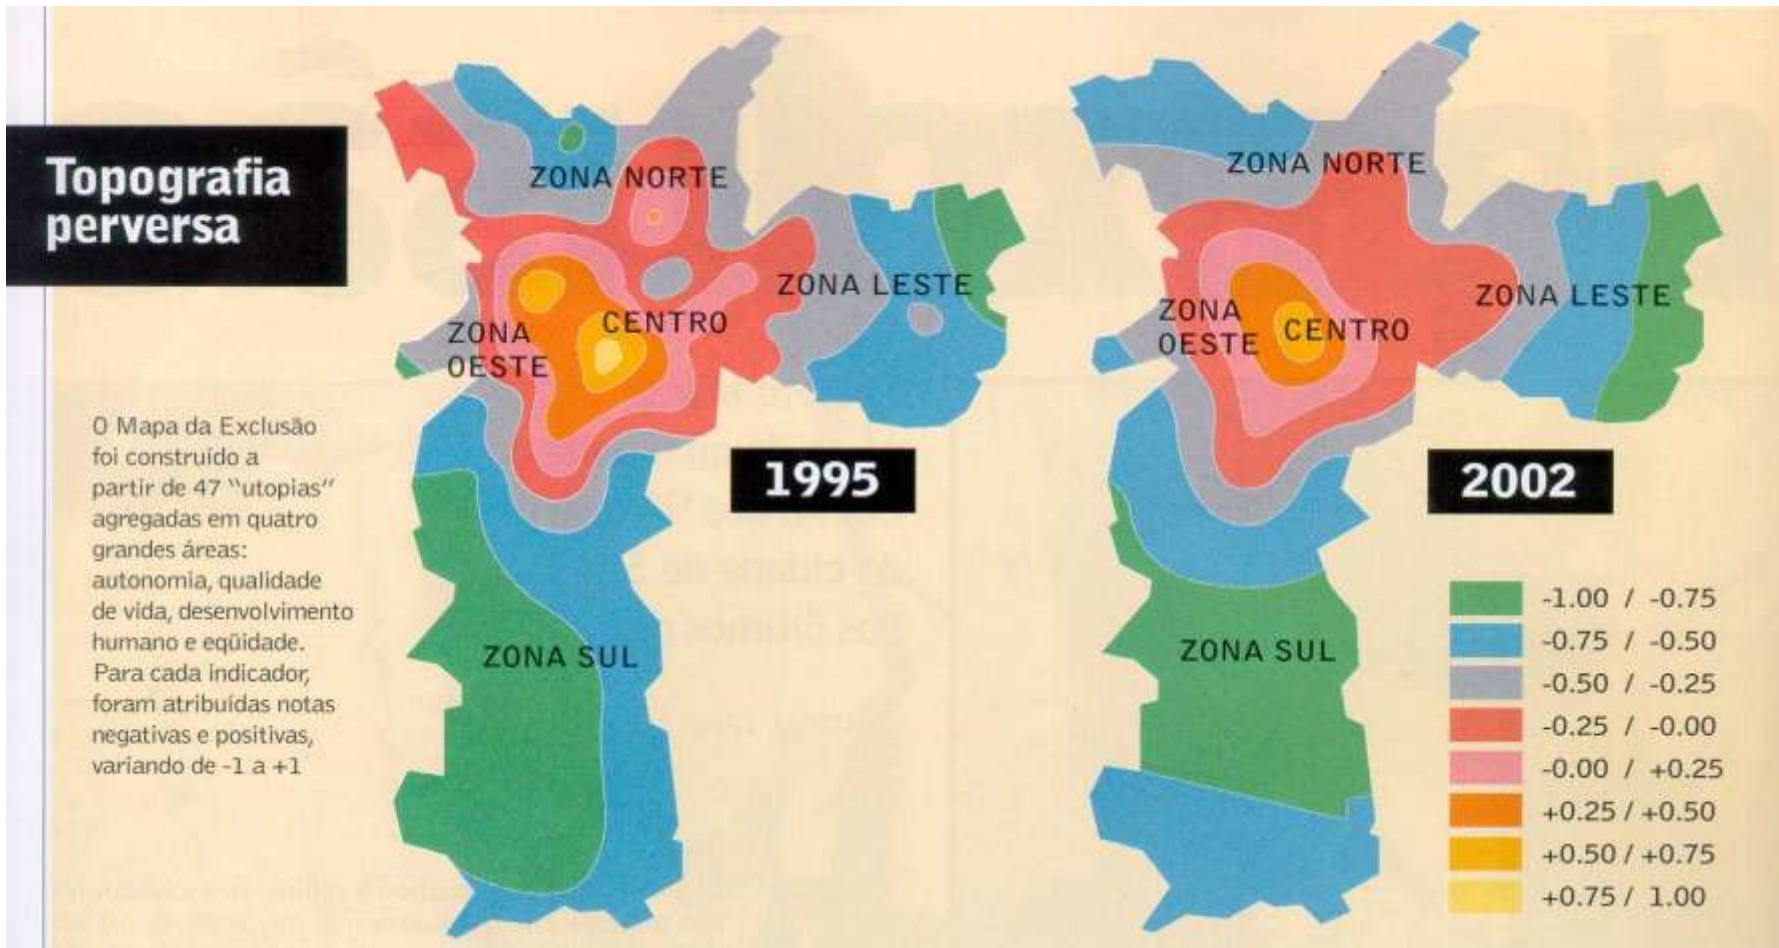 Topografia
perversa
O Mapa da Exclusão
foi construído a
partir de 47 "utopias"
agregadas em quatro
grandes áreas:
autonomia, qualidade
de vida, desenvolvimento
humano e eqüidade.
Para cada indicador,
foram atribuídas notas
negativas e positivas,
variando de -1 a +1
ZONA NORTE
ZONA LESTE
ZONA
OESTE
CENTRO
ZONA SUL
1995
ZONA NORTE
ZONA LESTE
ZONA
OESTE
CENTRO
ZONA SUL
2002
-1.00 / -0.75
-0.75 / -0.50
-0.50 / -0.25
-0.25 / -0.00
-0.00 / +0.25
+0.25 / +0.50
+0.50 / +0.75
+0.75 / 1.00